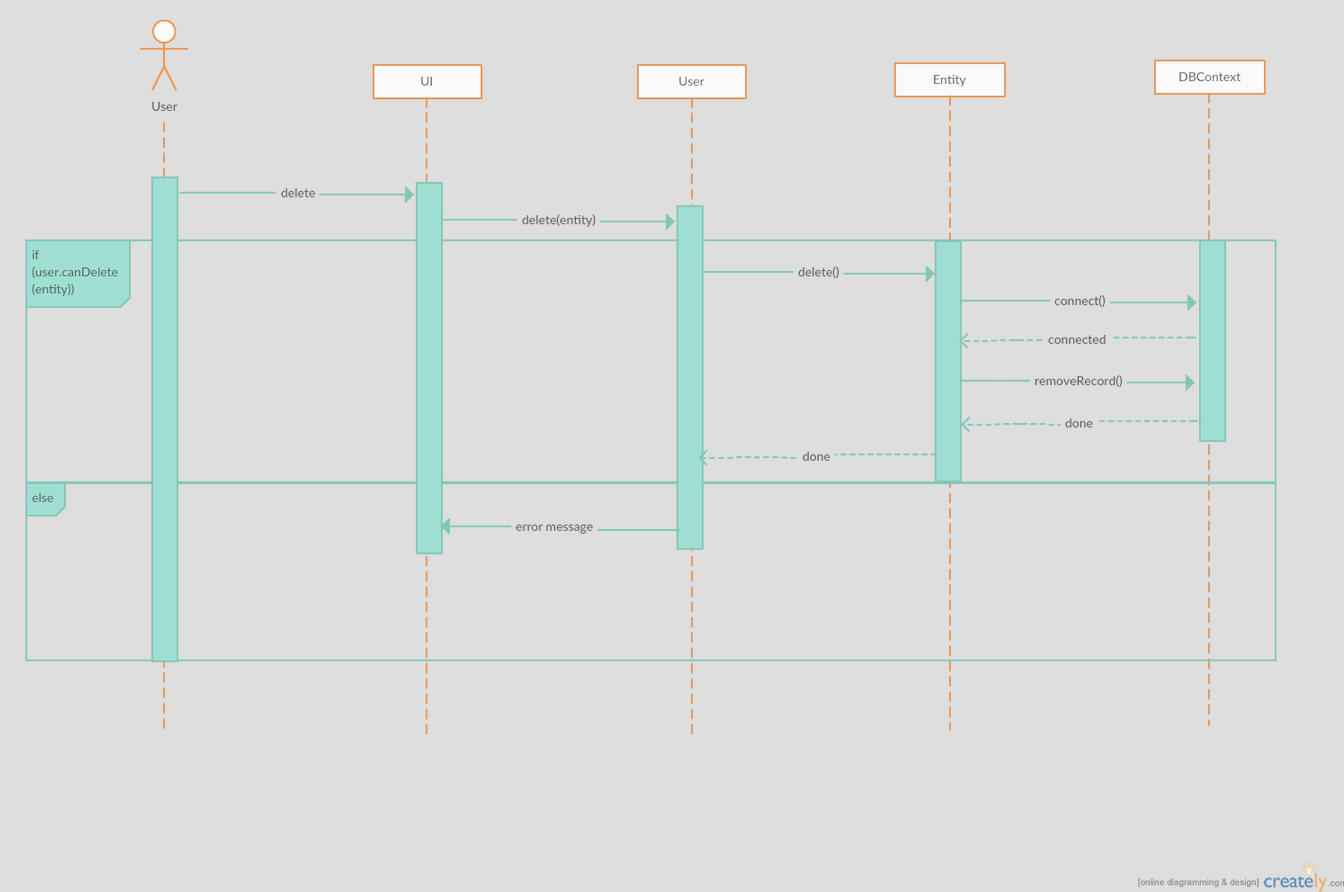 User
UI
User
Entity
DBContext
delete
delete(entity)
if
(user.canDelete
(entity))
delete()
connect()
connected
removeRecord()
done
done
else
error message
[online diagramming & design] creately.com